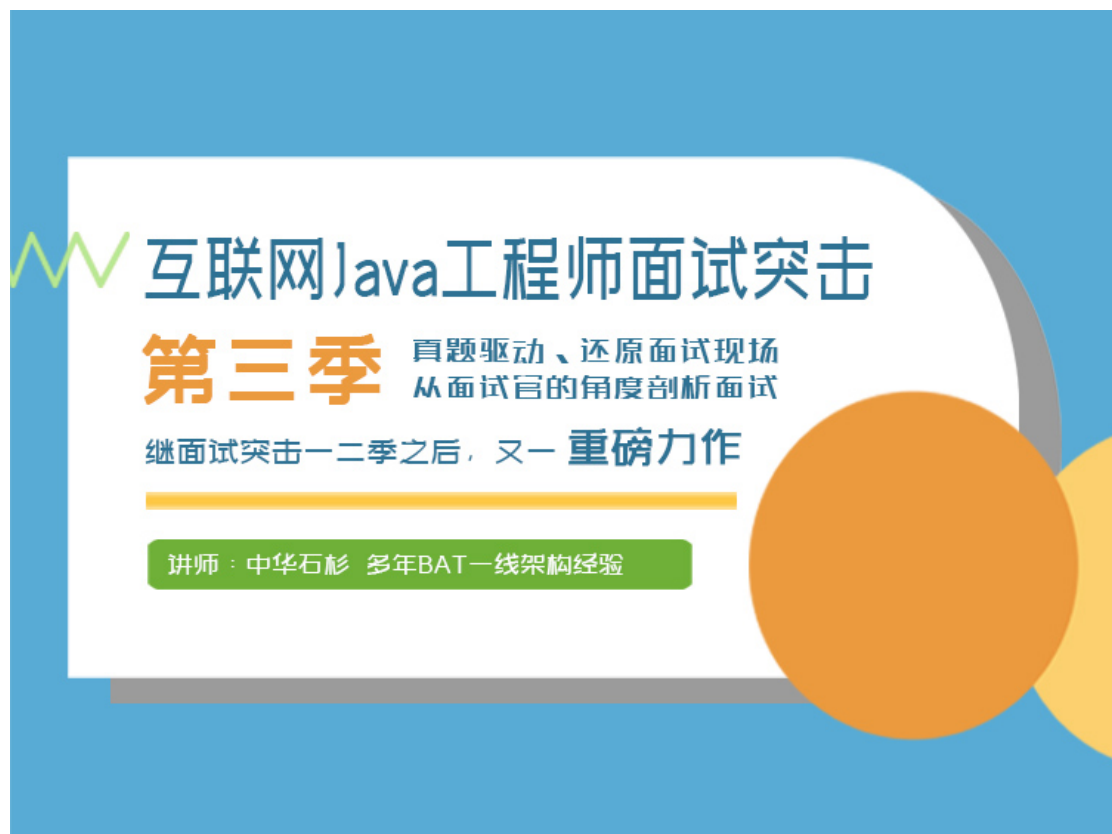 互联网Java工程师面试突击
第三季
真题驱动、还原面试现场
从面试官的角度剖析面试
继面试突击一二季之后，又一 重磅力作
讲师：中华石杉 多年BAT一线架构经验